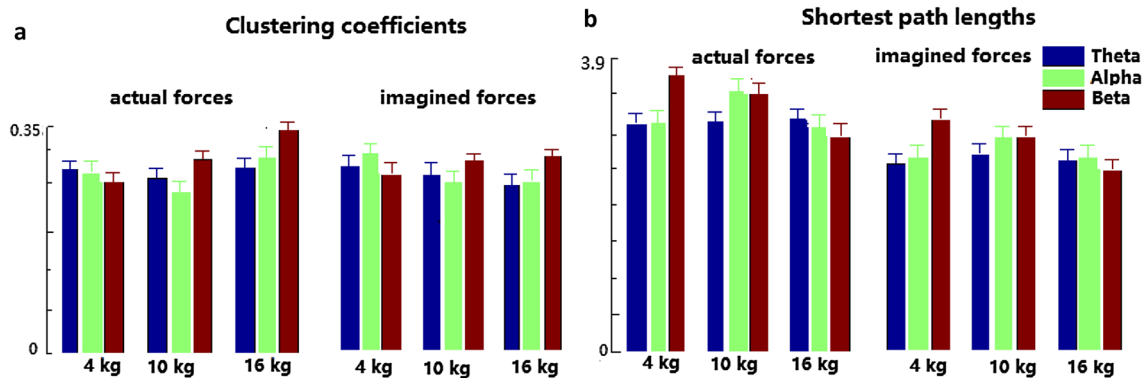 a
Clustering coefficients
actual forces
imagined forces
0.35
0
4 kg
10 kg
16 kg
4 kg
10 kg
16 kg
b
Shortest path lengths
actual forces
imagined forces
Theta
Alpha
Beta
3.9
0
4 kg
10 kg
16 kg
4 kg
10 kg
16 kg